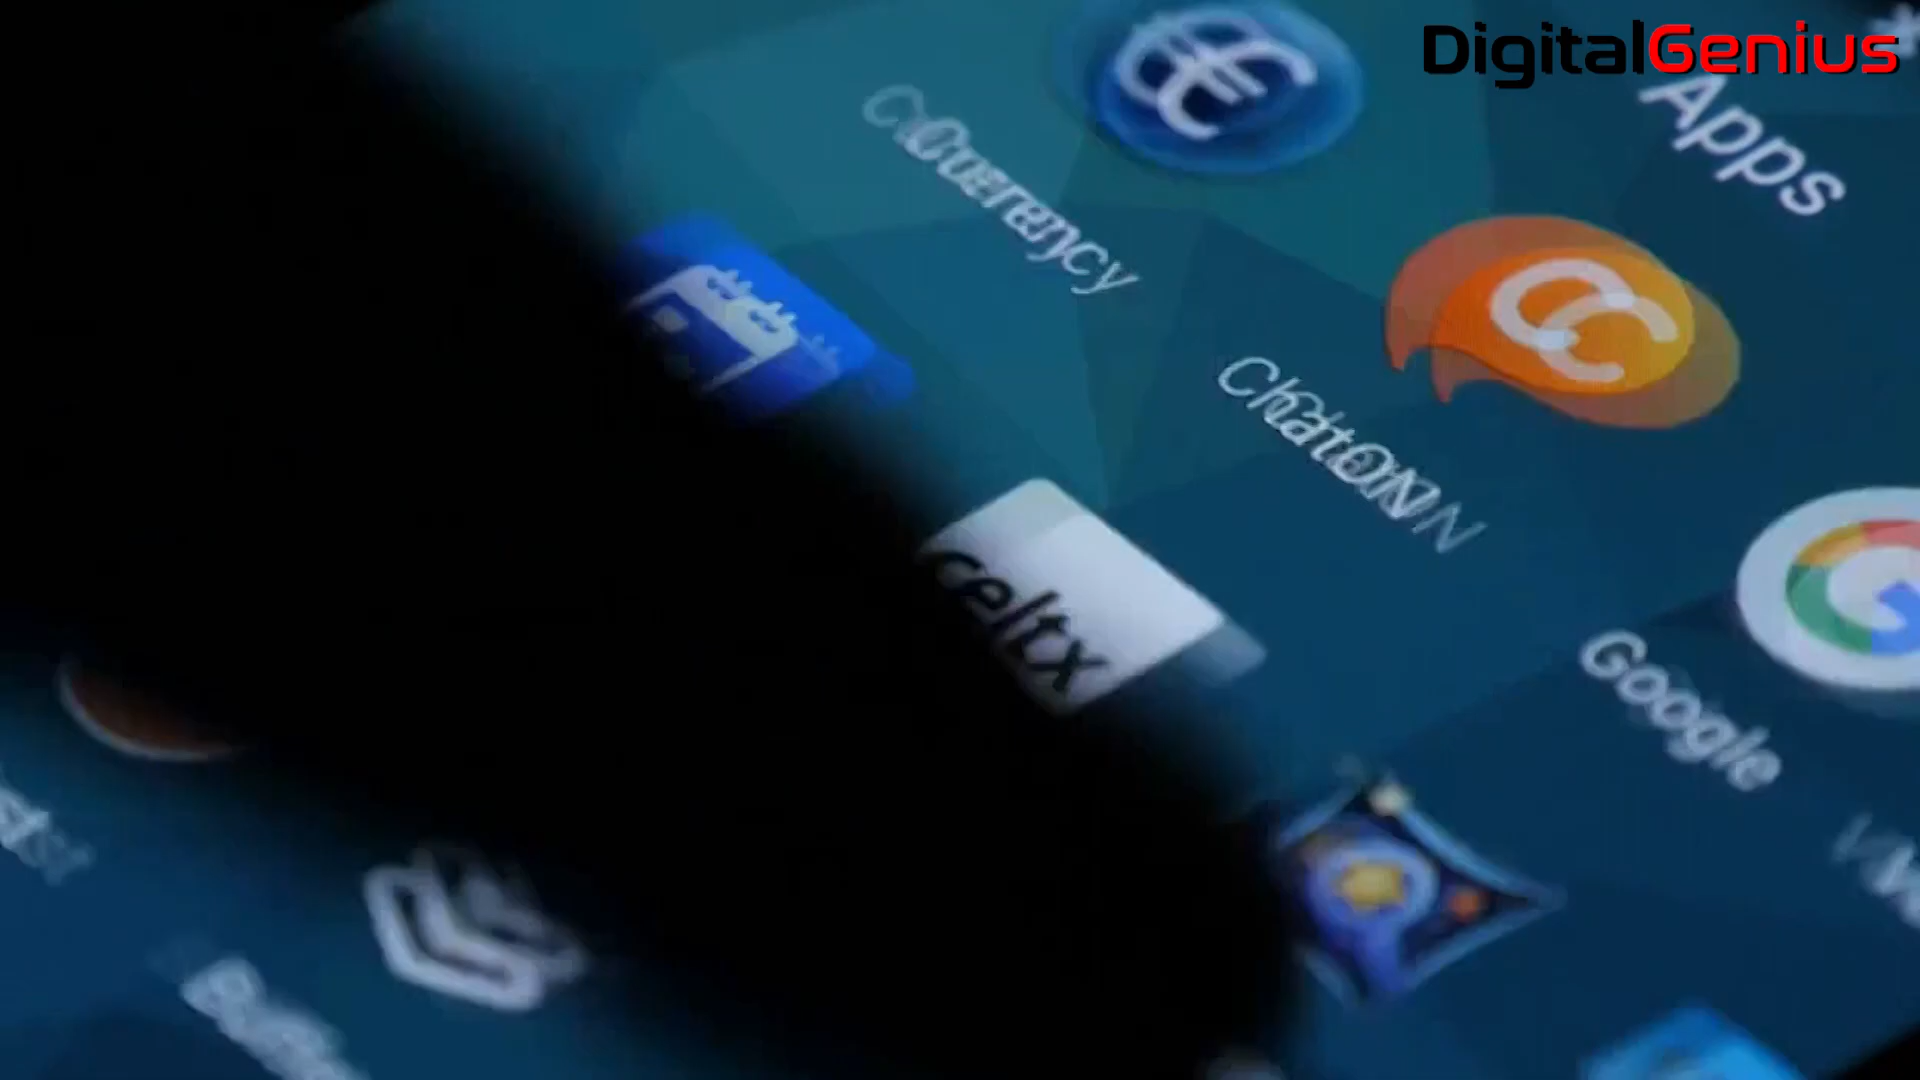 DigitalGenius
Apps
Currency
ChatON
celtx
Google